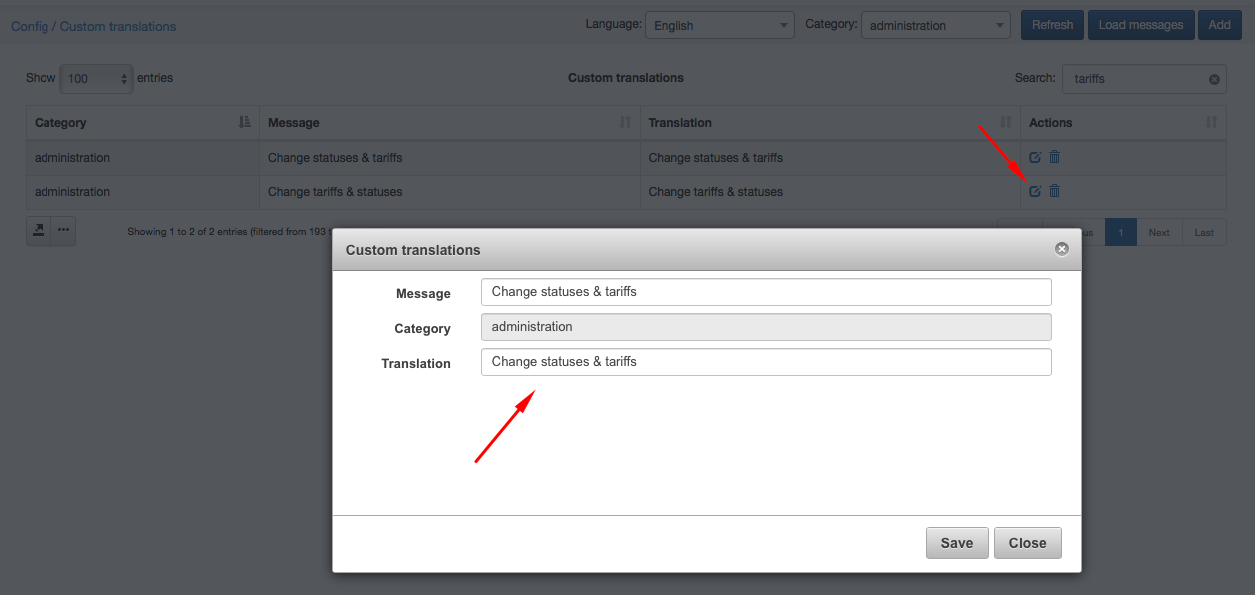 Config / Custom translations
Language: English Category: administration Refresh Load messages Add
Show 100 entries Custom translations Search: tariffs
Category Message Translation Actions
administration Change statuses & tariffs Change statuses & tariffs
administration Change tariffs & statuses Change tariffs & statuses
Showing 1 to 2 of 2 entries (filtered from 193 1 Next Last
Custom translations
Message Change statuses & tariffs
Category administration
Translation Change statuses & tariffs
Save Close